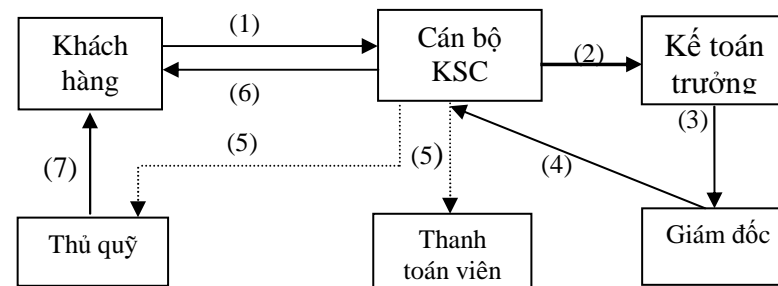 Khách
hàng
(1)
(6)
Cán bộ
KSC
(2)
Kế toán
trưởng
(3)
(7)
(5)
(5)
(4)
Thủ quỹ
Thanh
toán viên
Giám đốc